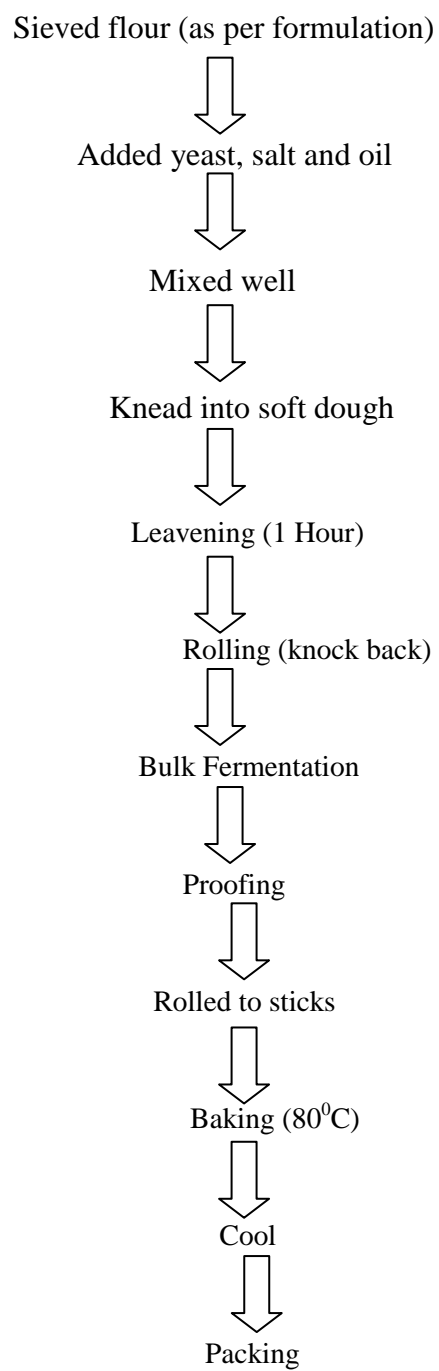 Sieved flour (as per formulation)
Added yeast, salt and oil
Mixed well
Knead into soft dough
Leavening (1 Hour)
Rolling (knock back)
Bulk Fermentation
Proofing
Rolled to sticks
Baking (80⁰C)
Cool
Packing